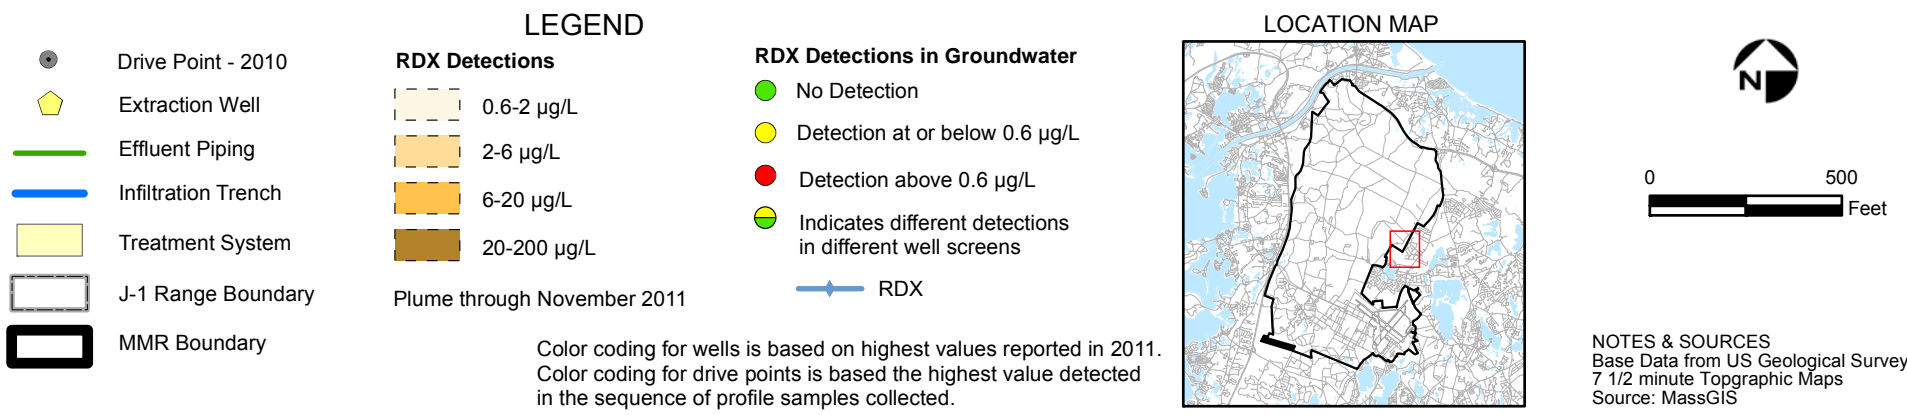 LEGEND
Drive Point - 2010
Extraction Well
Effluent Piping
Infiltration Trench
Treatment System
J-1 Range Boundary
MMR Boundary
RDX Detections
0.6-2 µg/L
2-6 µg/L
6-20 µg/L
20-200 µg/L
Plume through November 2011
RDX Detections in Groundwater
No Detection
Detection at or below 0.6 µg/L
Detection above 0.6 µg/L
Indicates different detections
in different well screens
RDX
Color coding for wells is based on highest values reported in 2011.
Color coding for drive points is based the highest value detected
in the sequence of profile samples collected.
LOCATION MAP
N
0 500
Feet
NOTES & SOURCES
Base Data from US Geological Survey
7 1/2 minute Topgraphic Maps
Source: MassGIS